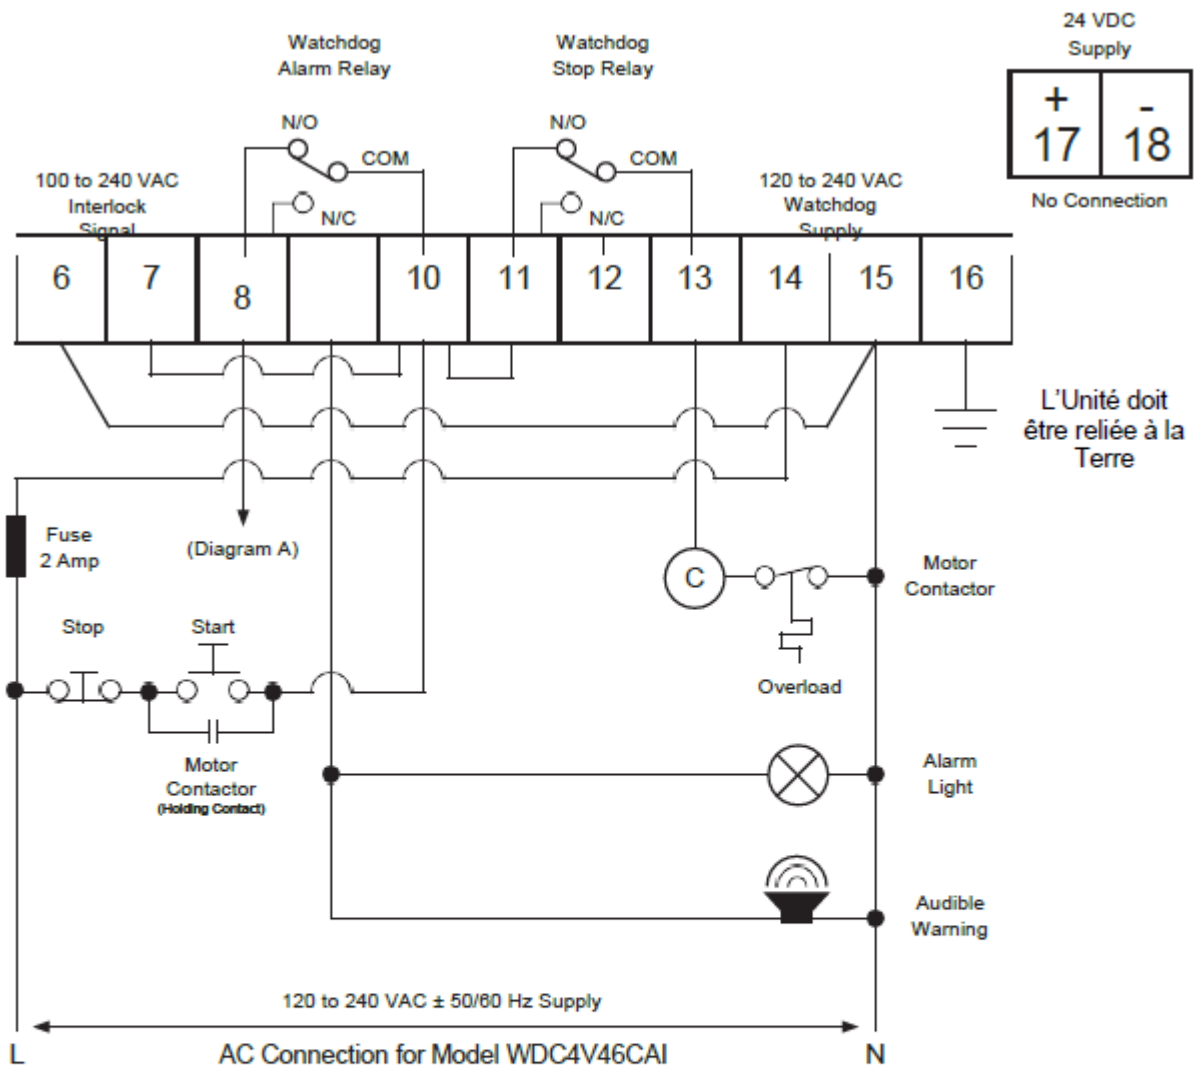 24 VDC
Supply
Watchdog
Alarm Relay
Watchdog
Stop Relay
+ -
17 18
No Connection
N/O
COM
N/C
N/O
COM
N/C
100 to 240 VAC
Interlock
Signal
120 to 240 VAC
Watchdog
Supply
6 7 8 10 11 12 13 14 15 16
L'Unité doit
être reliée à la
Terre
Fuse
2 Amp
(Diagram A)
C
Motor
Contactor
Overload
Stop
Start
Motor
Contactor
(Holding Contact)
Alarm
Light
Audible
Warning
120 to 240 VAC ± 50/60 Hz Supply
L AC Connection for Model WDC4V46CAI N